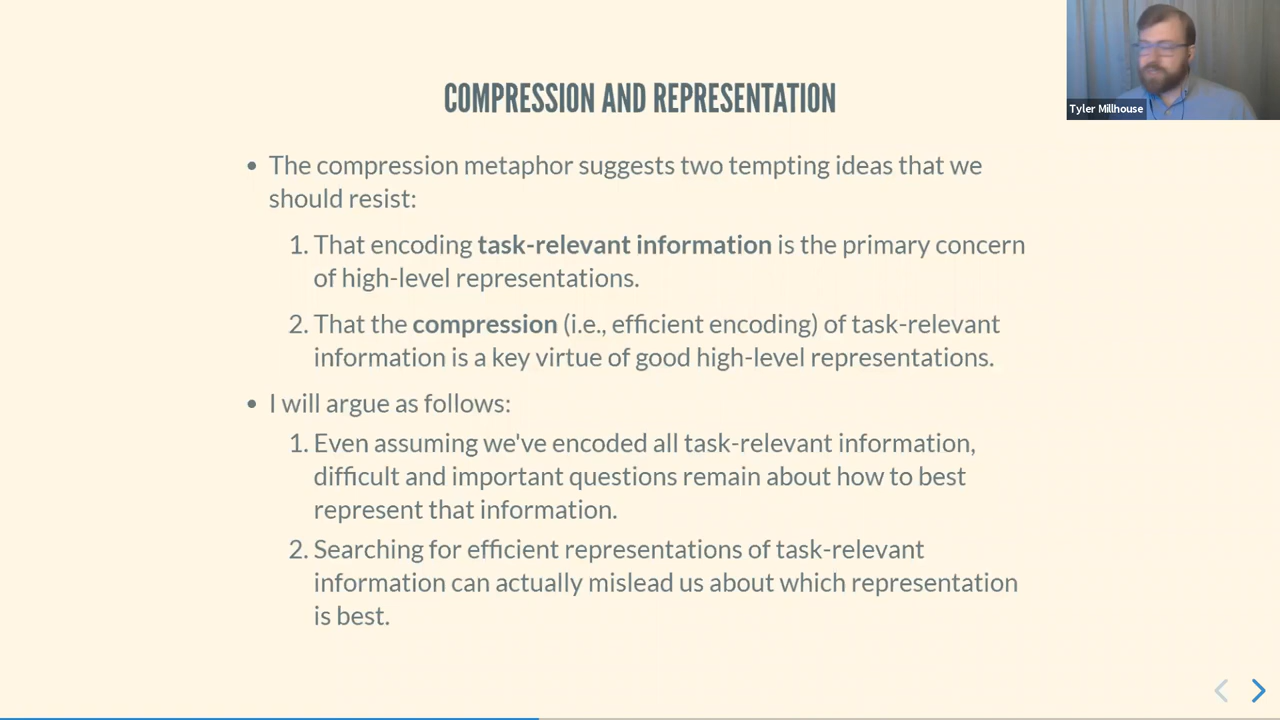 COMPRESSION AND REPRESENTATION
Tyler Millhouse
• The compression metaphor suggests two tempting ideas that we
should resist:
1. That encoding task-relevant information is the primary concern
of high-level representations.
2. That the compression (i.e., efficient encoding) of task-relevant
information is a key virtue of good high-level representations.
• I will argue as follows:
1. Even assuming we've encoded all task-relevant information,
difficult and important questions remain about how to best
represent that information.
2. Searching for efficient representations of task-relevant
information can actually mislead us about which representation
is best.